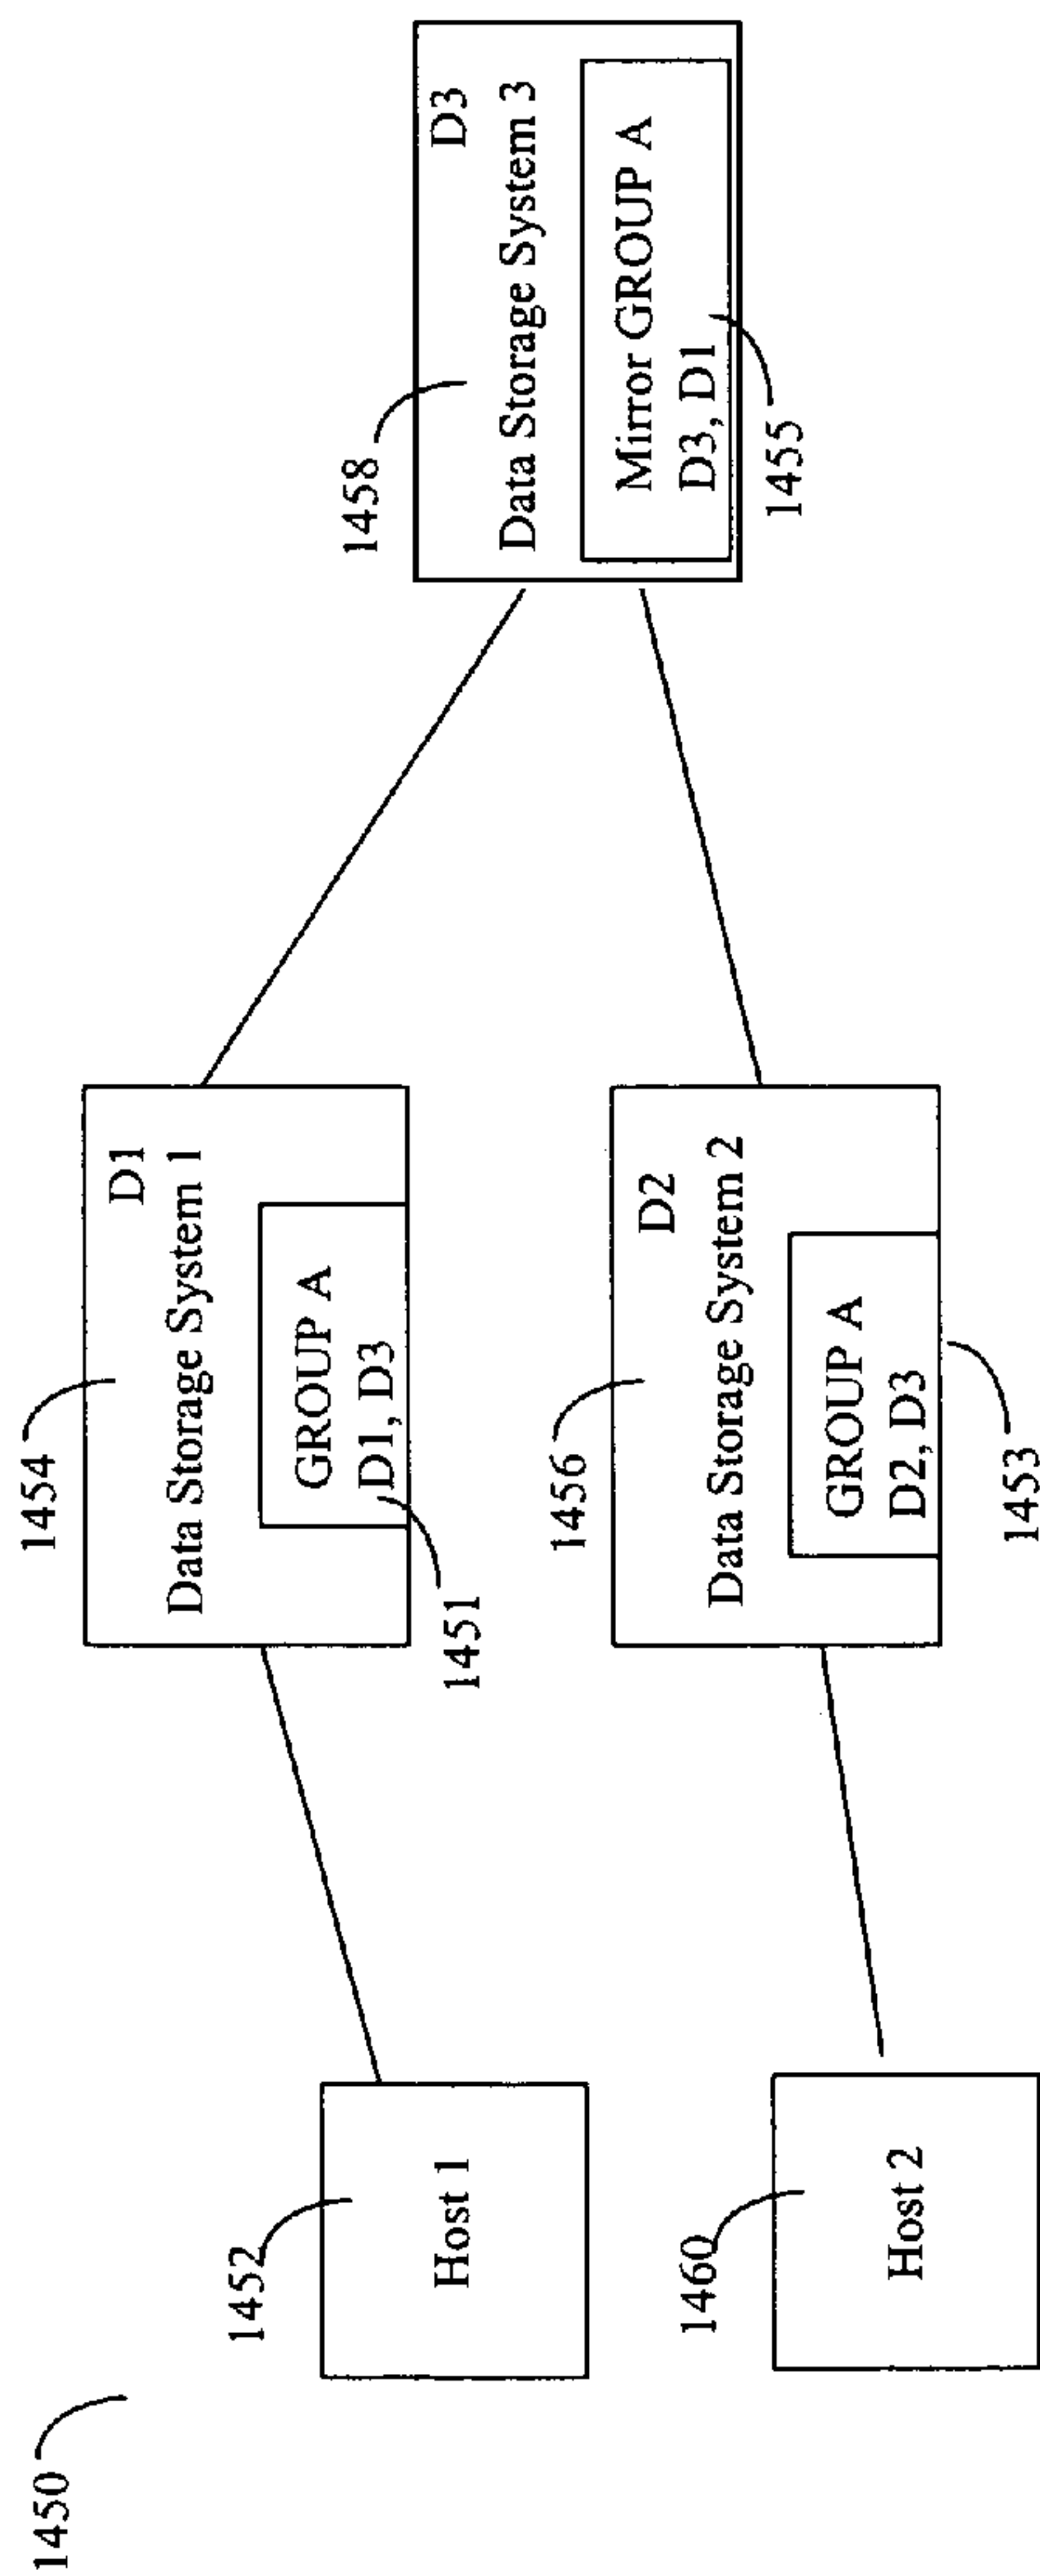 1450
1452
Host 1
1460
Host 2
1454
D1
Data Storage System 1
GROUP A
D1, D3
1451
1456
D2
Data Storage System 2
GROUP A
D2, D3
1453
1458
D3
Data Storage System 3
Mirror GROUP A
D3, D1
1455